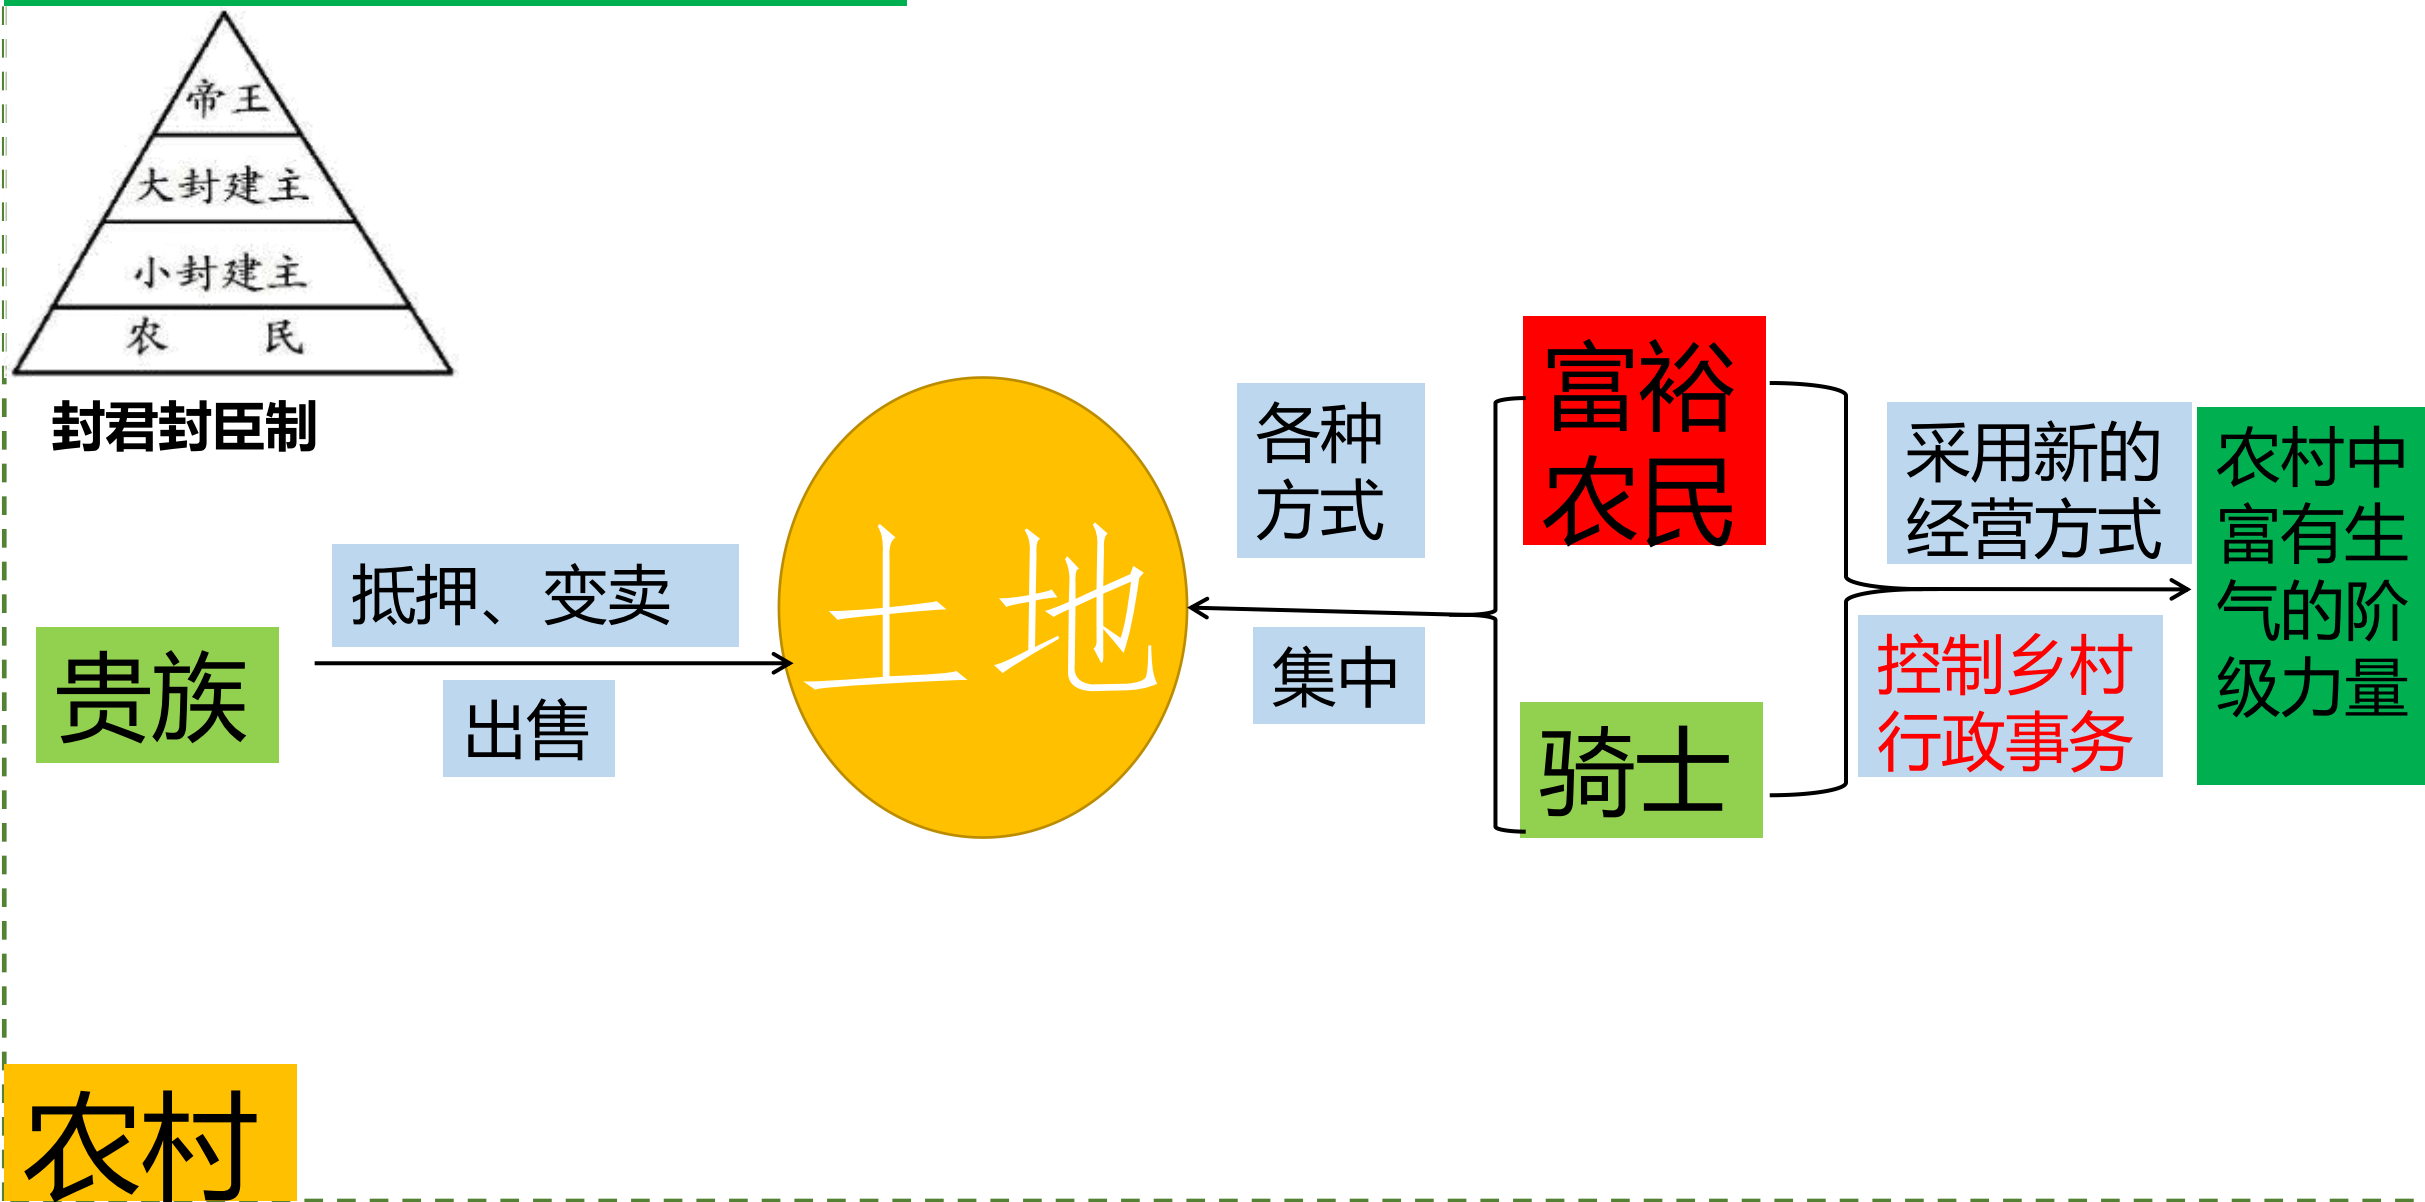 帝王
大封建主
小封建主
农 民
封君封臣制
贵族
抵押、变卖
出售
土地
各种
方式
集中
富裕
农民
骑士
采用新的
经营方式
控制乡村
行政事务
农村中
富有生
气的阶
级力量
农村